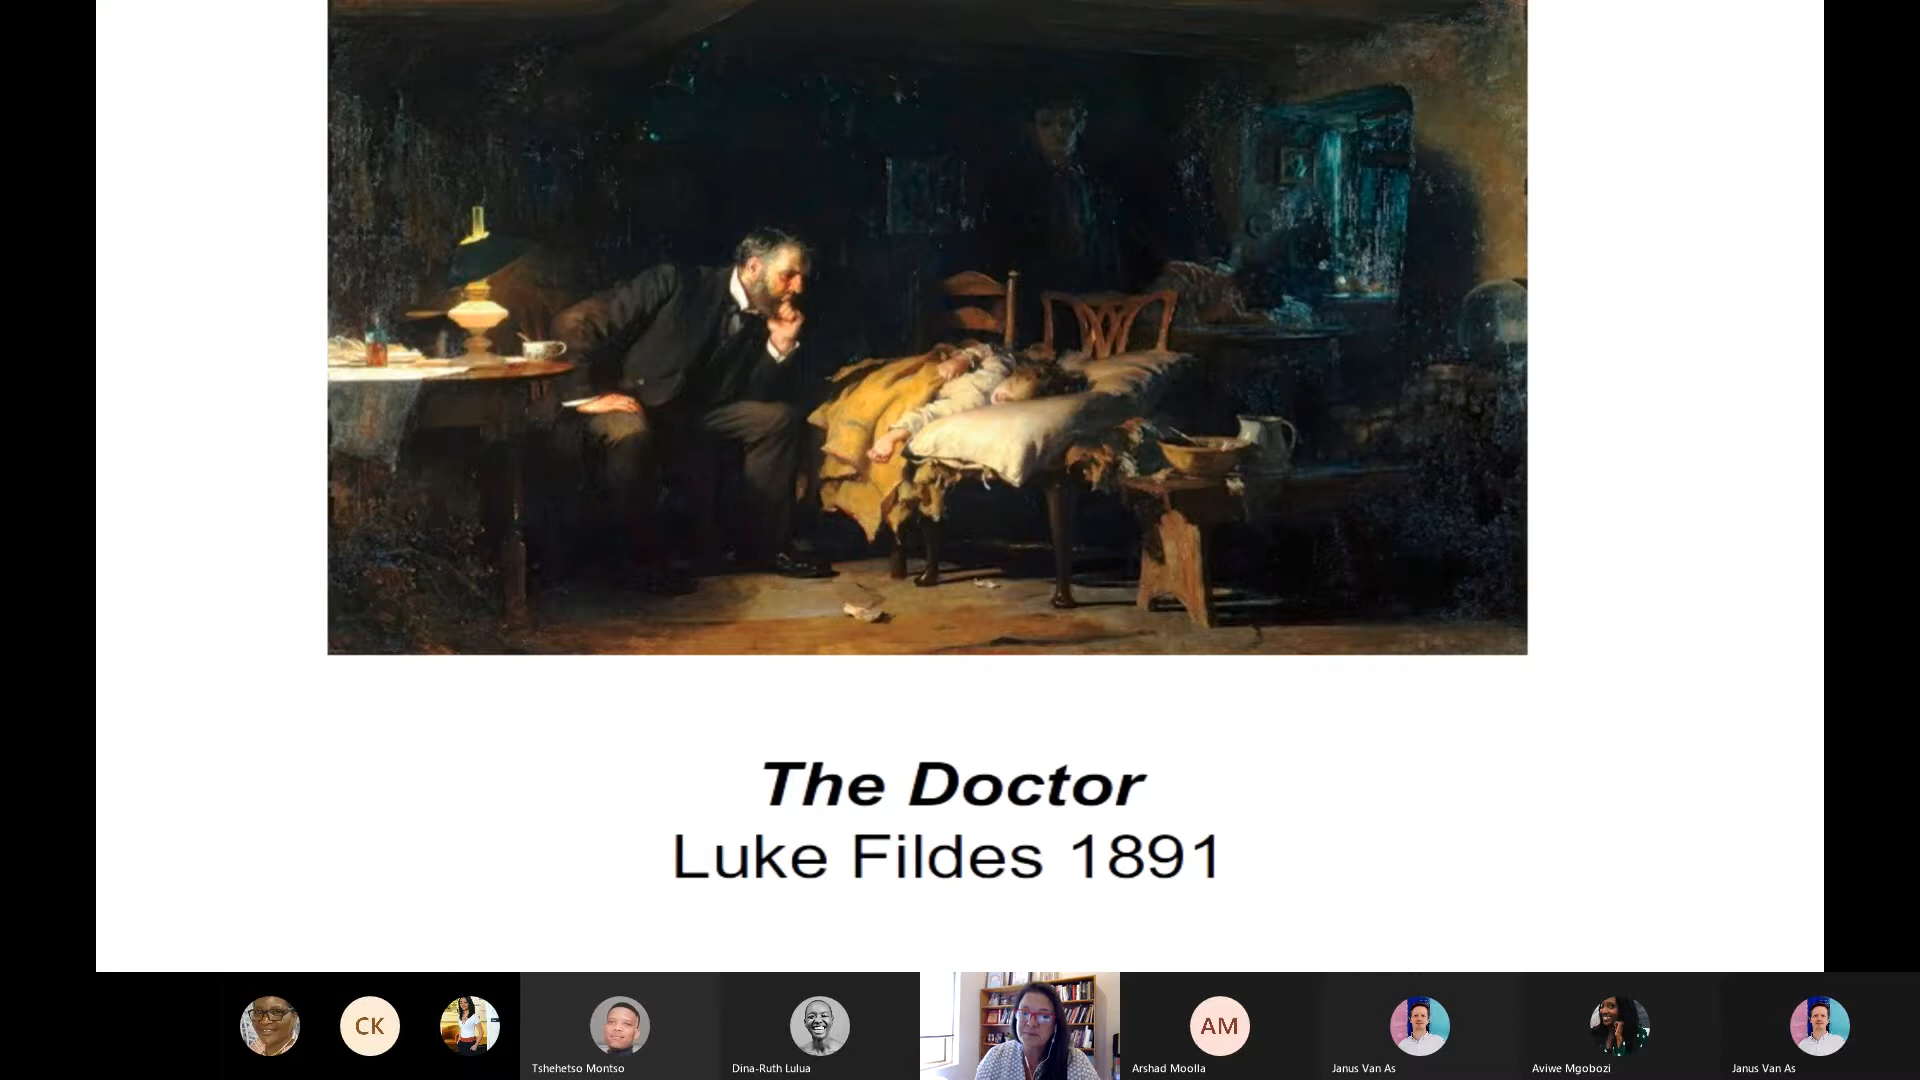 The Doctor
Luke Fildes 1891
CK
Tshehetso Montso
Dina-Ruth Lulua
AM
Arshad Moolla
Janus Van As
Aviwe Mgobozi
Janus Van As